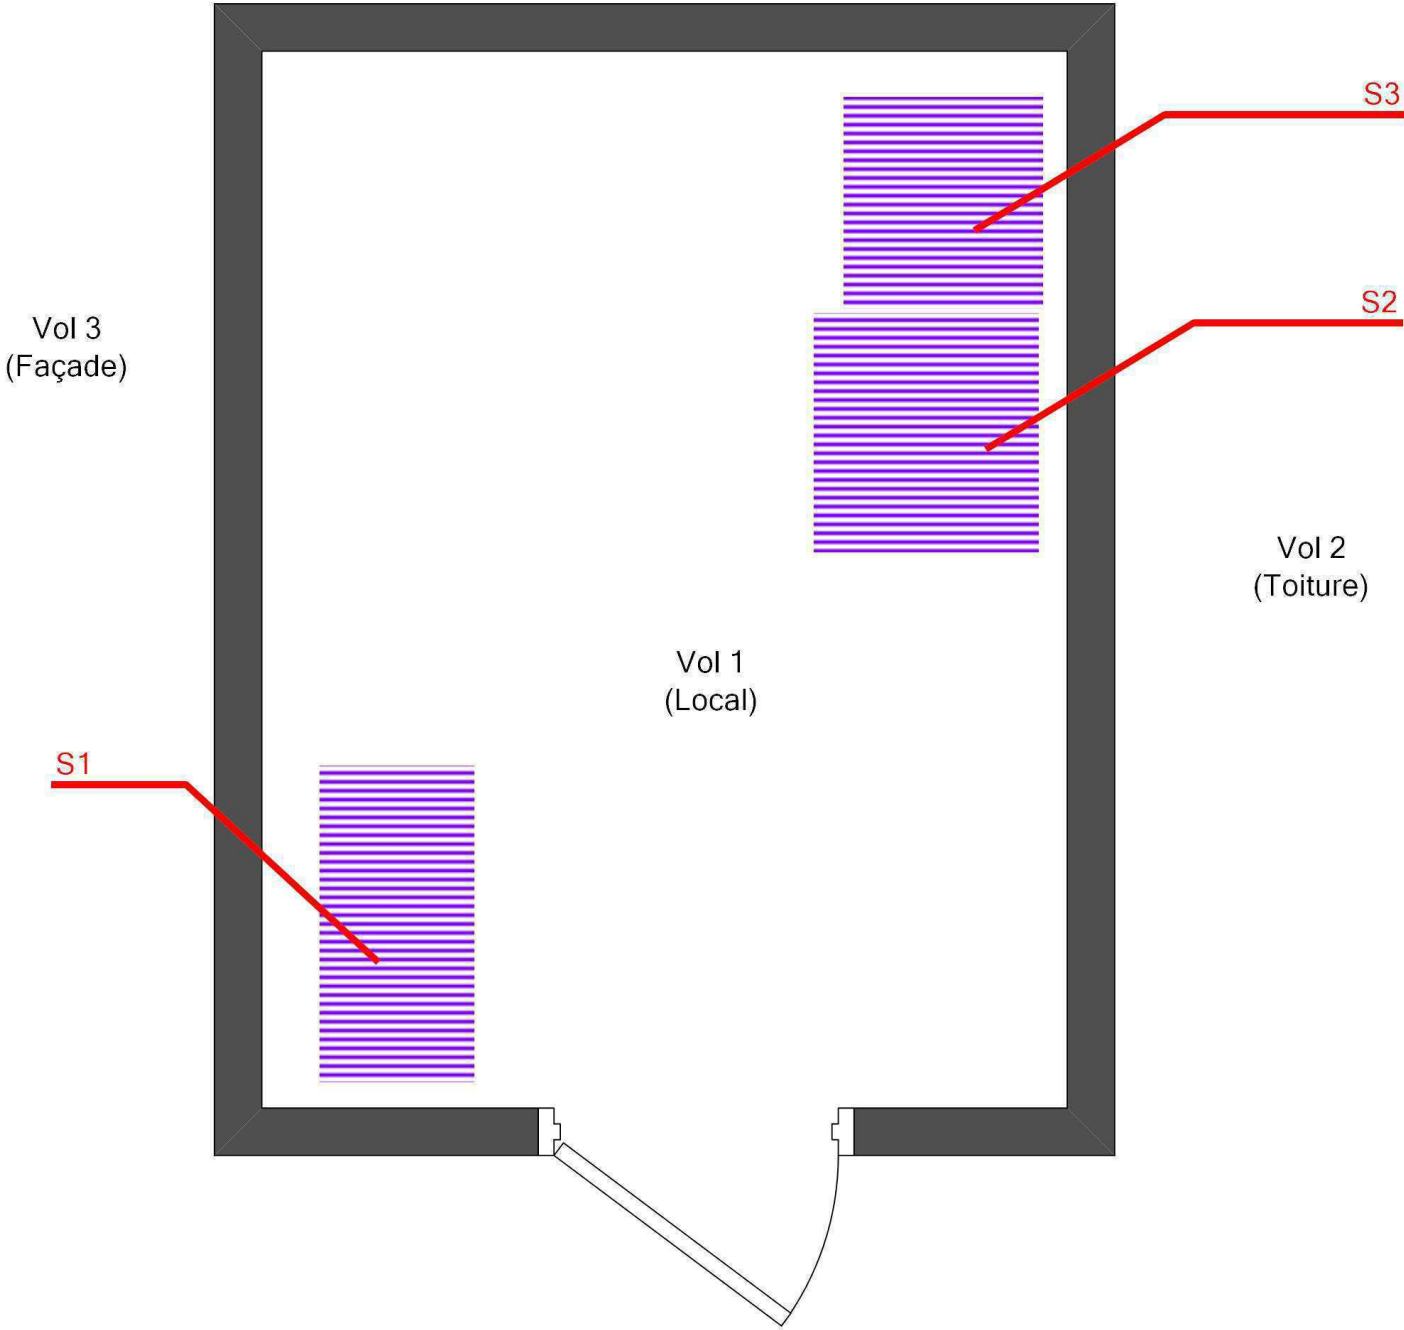 S3
S2
Vol 3
(Façade)
Vol 2
(Toiture)
Vol 1
(Local)
S1